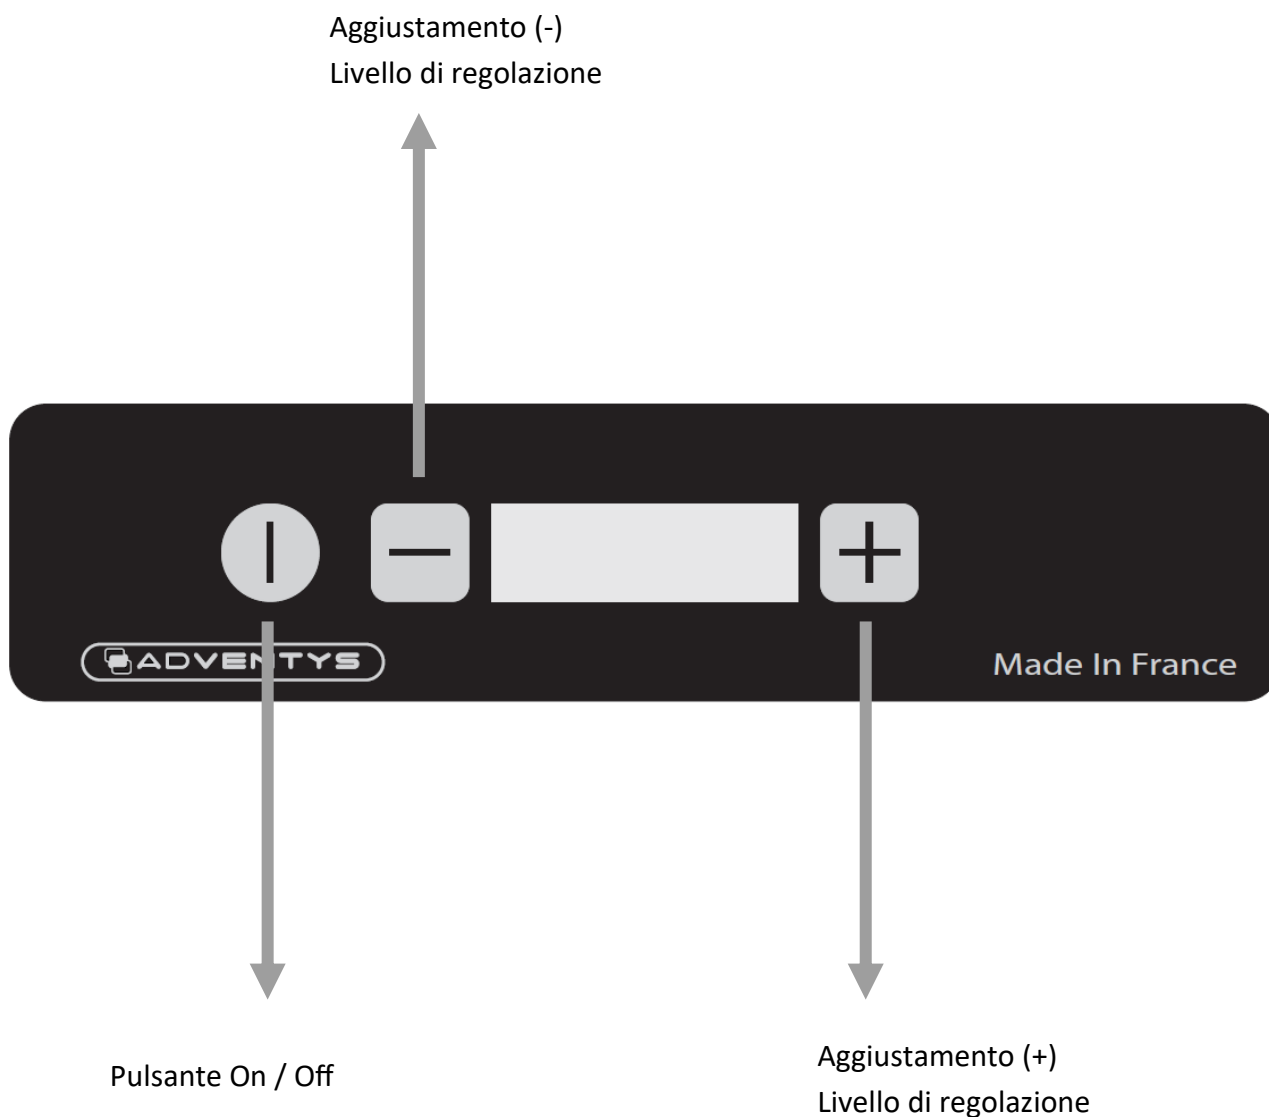 Aggiustamento (-)
Livello di regolazione
ADVENTYS
Made In France
Pulsante On / Off
Aggiustamento (+)
Livello di regolazione